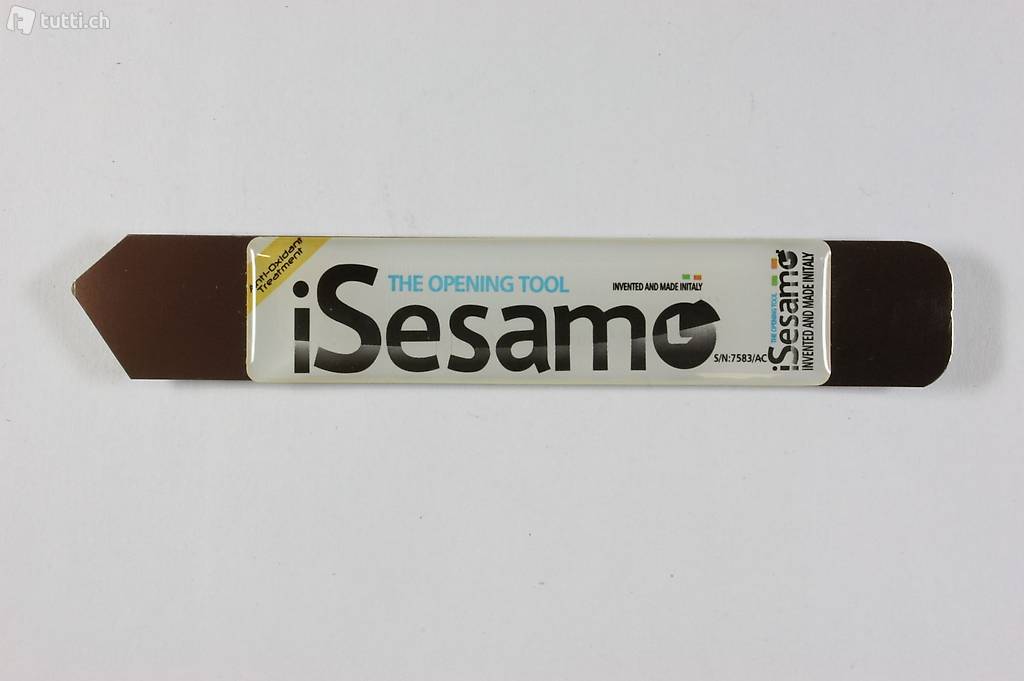 tutti.ch
Anti-Oxidant
Treatment
THE OPENING TOOL
INVENTED AND MADE INITALY
iSesamo
S/N:7583/AC
THE OPENING TOOL
iSesamo
INVENTED AND MADE INITALY